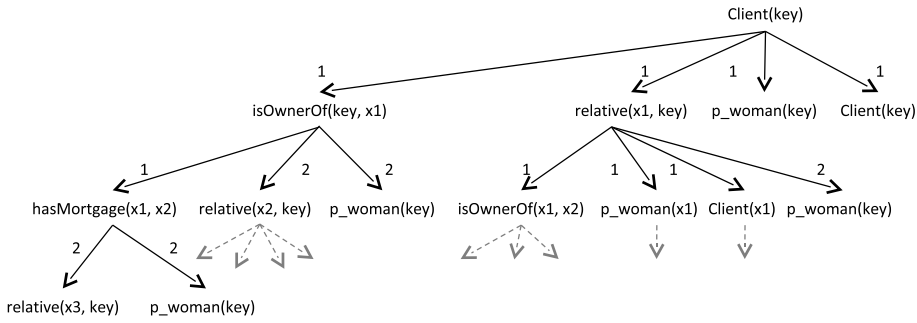 Client(key)
1 1 1 1
isOwnerOf(key, x1) relative(x1, key) p_woman(key) Client(key)
1 2 2 1 1 1 2
hasMortgage(x1, x2) relative(x2, key) p_woman(key) isOwnerOf(x1, x2) p_woman(x1) Client(x1) p_woman(key)
2 2
relative(x3, key) p_woman(key)